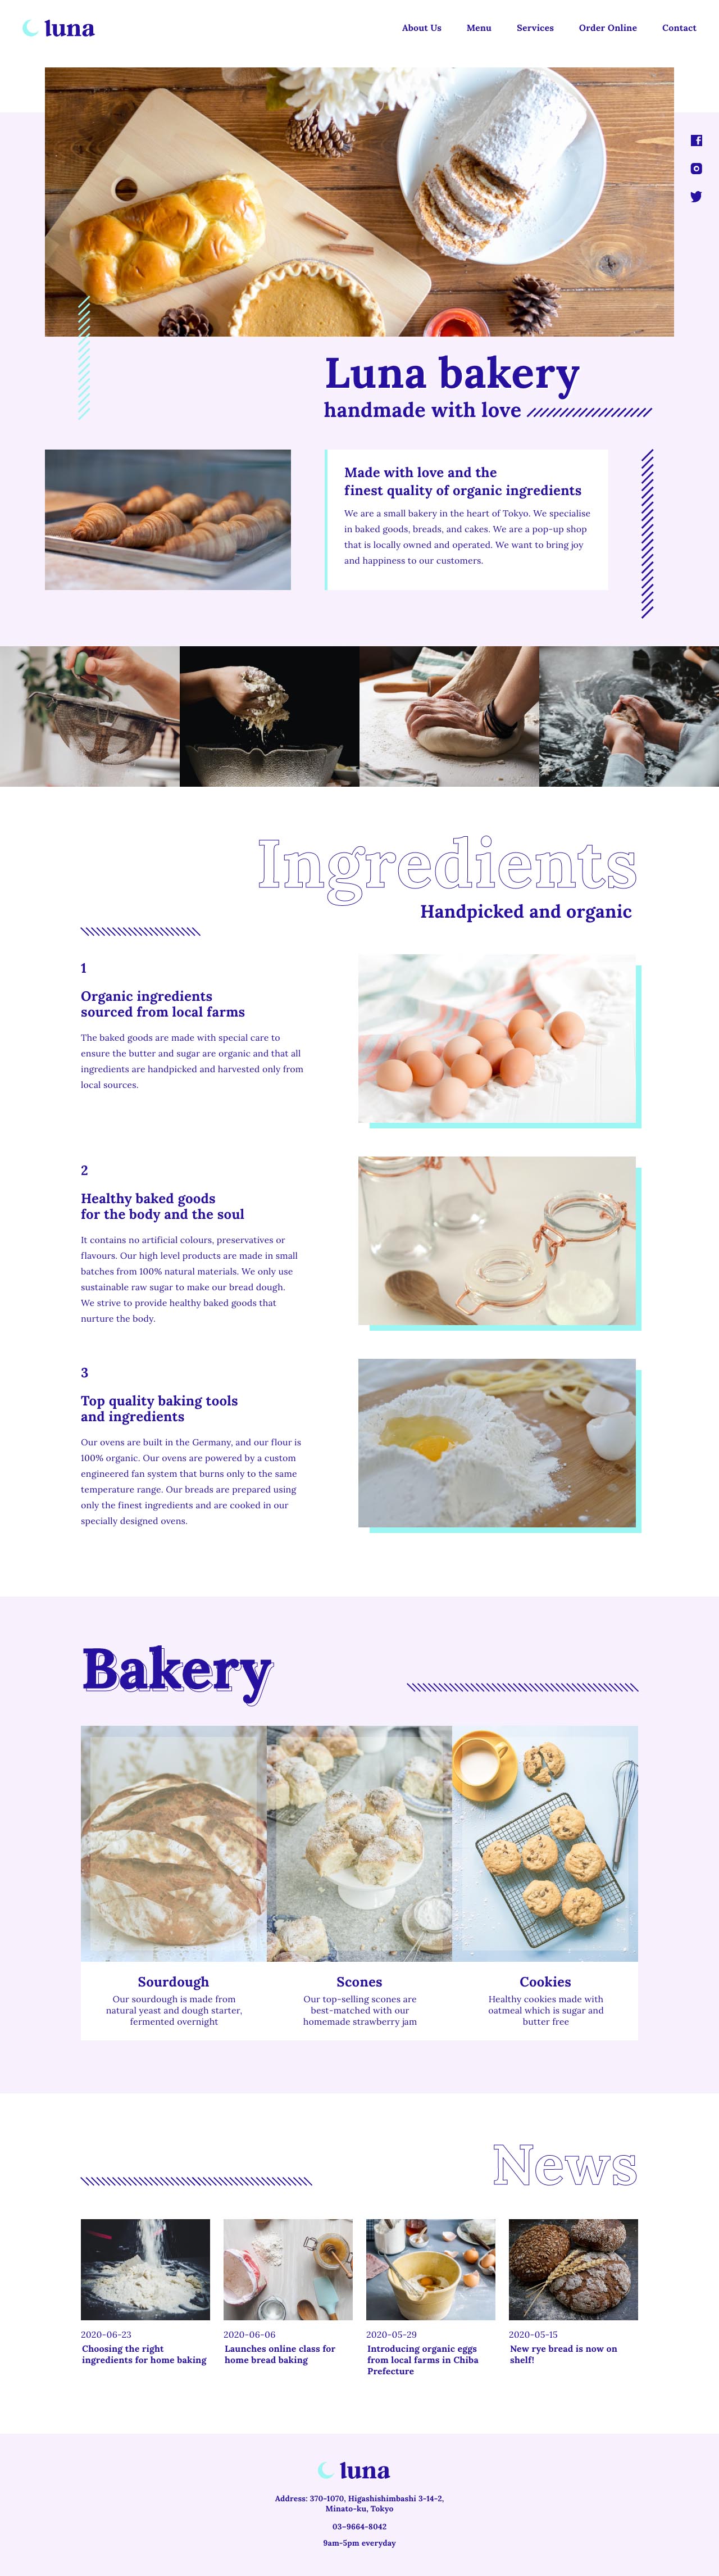 luna
About Us Menu Services Order Online Contact
Luna bakery
handmade with love
Made with love and the
finest quality of organic ingredients
We are a small bakery in the heart of Tokyo. We specialise
in baked goods, breads, and cakes. We are a pop-up shop
that is locally owned and operated. We want to bring joy
and happiness to our customers.
Ingredients
Handpicked and organic
1
Organic ingredients
sourced from local farms
The baked goods are made with special care to
ensure the butter and sugar are organic and that all
ingredients are handpicked and harvested only from
local sources.
2
Healthy baked goods
for the body and the soul
It contains no artificial colours, preservatives or
flavours. Our high level products are made in small
batches from 100% natural materials. We only use
sustainable raw sugar to make our bread dough.
We strive to provide healthy baked goods that
nurture the body.
3
Top quality baking tools
and ingredients
Our ovens are built in the Germany, and our flour is
100% organic. Our ovens are powered by a custom
engineered fan system that burns only to the same
temperature range. Our breads are prepared using
only the finest ingredients and are cooked in our
specially designed ovens.
Bakery
Sourdough
Our sourdough is made from
natural yeast and dough starter,
fermented overnight
Scones
Our top-selling scones are
best-matched with our
homemade strawberry jam
Cookies
Healthy cookies made with
oatmeal which is sugar and
butter free
News
2020-06-23
Choosing the right
ingredients for home baking
2020-06-06
Launches online class for
home bread baking
2020-05-29
Introducing organic eggs
from local farms in Chiba
Prefecture
2020-05-15
New rye bread is now on
shelf!
luna
Address: 370-1070, Higashishimbashi 3-14-2,
Minato-ku, Tokyo
03-9664-8042
9am-5pm everyday